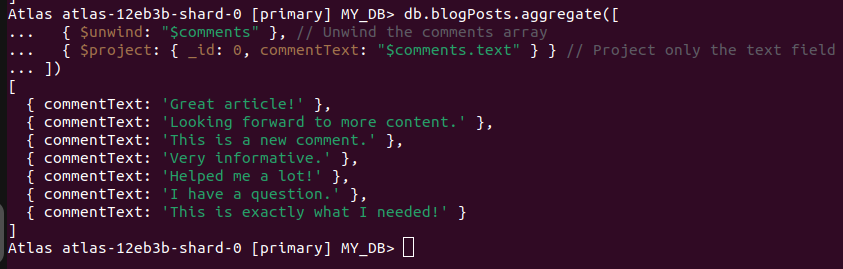 Atlas atlas-12eb3b-shard-0 [primary] MY_DB> db.blogPosts.aggregate([
...   { $unwind: "$comments" }, // Unwind the comments array
...   { $project: { _id: 0, commentText: "$comments.text" } } // Project only the text field
... ])
[
  { commentText: 'Great article!' },
  { commentText: 'Looking forward to more content.' },
  { commentText: 'This is a new comment.' },
  { commentText: 'Very informative.' },
  { commentText: 'Helped me a lot!' },
  { commentText: 'I have a question.' },
  { commentText: 'This is exactly what I needed!' }
]
Atlas atlas-12eb3b-shard-0 [primary] MY_DB>